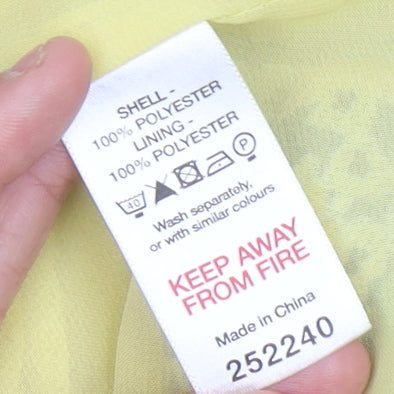 SHELL -
100% POLYESTER
LINING -
100% POLYESTER
40 P
Wash separately,
or with similar colours
KEEP AWAY
FROM FIRE
Made in China
252240